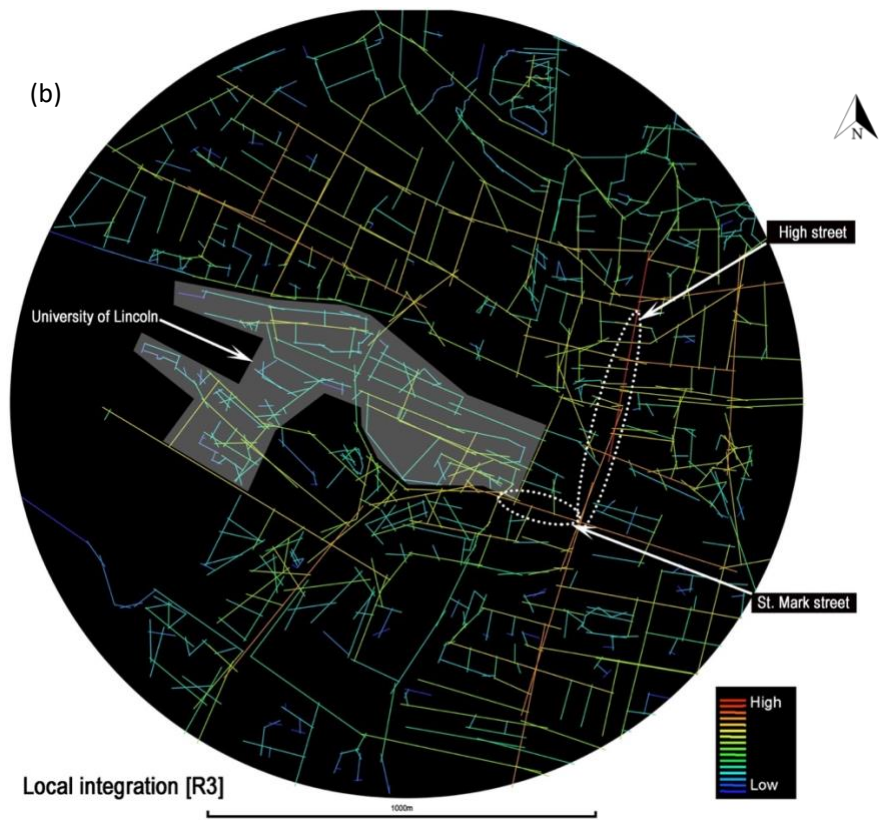 (b)
N
High street
University of Lincoln
St. Mark street
High
Low
Local integration [R3]
1000m